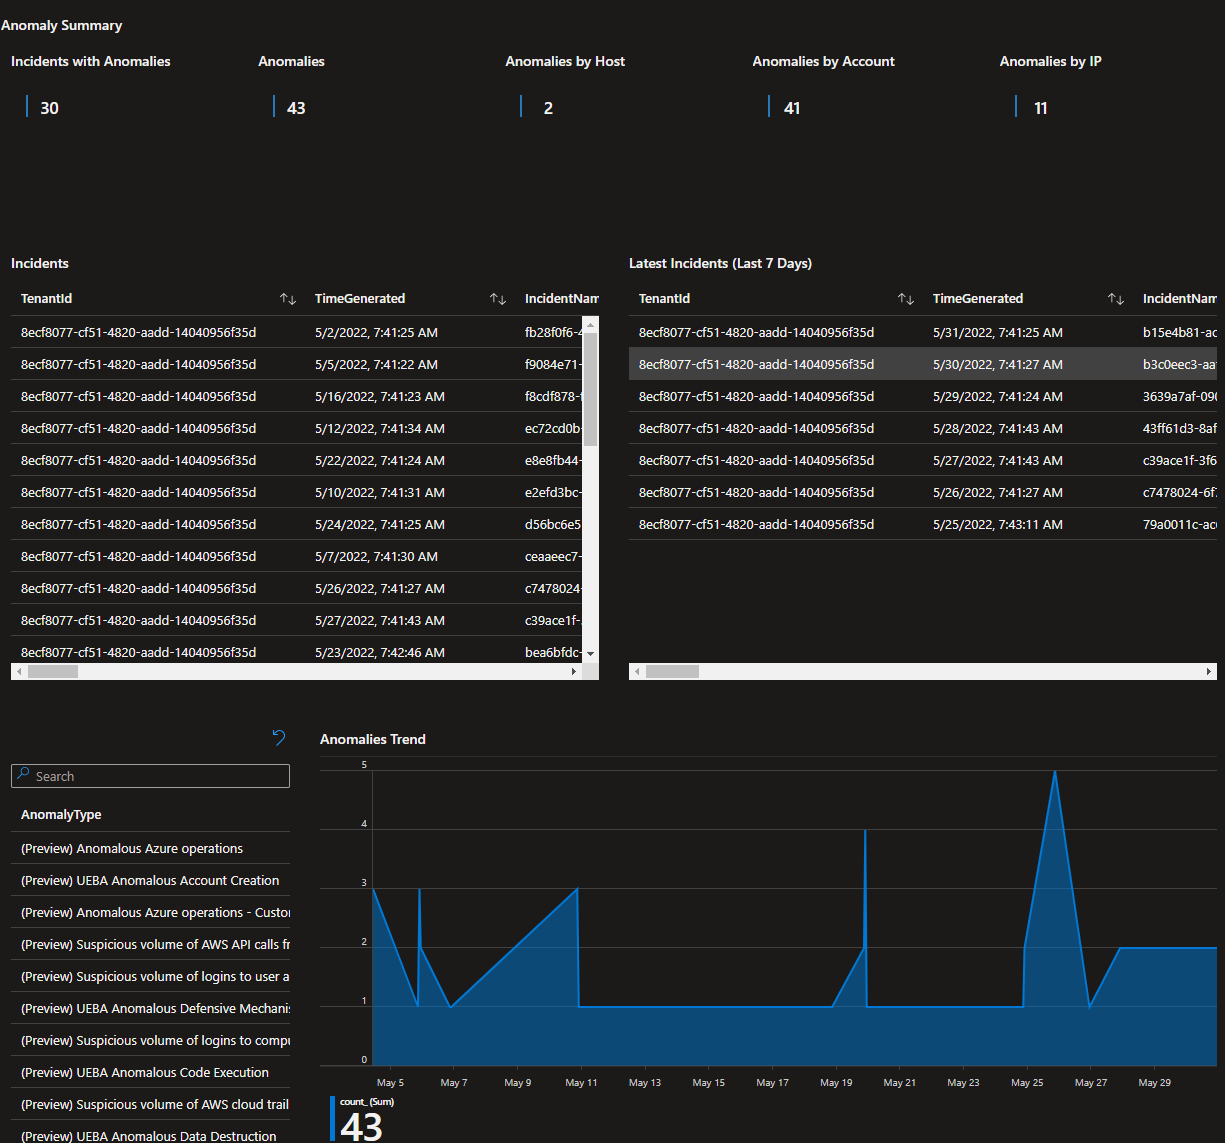 Anomaly Summary
Incidents with Anomalies
Anomalies
Anomalies by Host
Anomalies by Account
Anomalies by IP
30
43
2
41
11
Incidents
TenantId TimeGenerated IncidentNam
8ecf8077-cf51-4820-aadd-14040956f35d 5/2/2022, 7:41:25 AM fb28f0f6-4
8ecf8077-cf51-4820-aadd-14040956f35d 5/5/2022, 7:41:22 AM f9084e71-
8ecf8077-cf51-4820-aadd-14040956f35d 5/16/2022, 7:41:23 AM f8cdf878-f
8ecf8077-cf51-4820-aadd-14040956f35d 5/12/2022, 7:41:34 AM ec72cd0b-
8ecf8077-cf51-4820-aadd-14040956f35d 5/22/2022, 7:41:24 AM e8e8fb44-
8ecf8077-cf51-4820-aadd-14040956f35d 5/10/2022, 7:41:31 AM e2efd3bc-
8ecf8077-cf51-4820-aadd-14040956f35d 5/24/2022, 7:41:25 AM d56bc6e5
8ecf8077-cf51-4820-aadd-14040956f35d 5/7/2022, 7:41:30 AM ceaaeec7-
8ecf8077-cf51-4820-aadd-14040956f35d 5/26/2022, 7:41:27 AM c7478024-
8ecf8077-cf51-4820-aadd-14040956f35d 5/27/2022, 7:41:43 AM c39ace1f-
8ecf8077-cf51-4820-aadd-14040956f35d 5/23/2022, 7:42:46 AM bea6bfdc-
Latest Incidents (Last 7 Days)
TenantId TimeGenerated IncidentNam
8ecf8077-cf51-4820-aadd-14040956f35d 5/31/2022, 7:41:25 AM b15e4b81-ac
8ecf8077-cf51-4820-aadd-14040956f35d 5/30/2022, 7:41:27 AM b3c0eec3-aa
8ecf8077-cf51-4820-aadd-14040956f35d 5/29/2022, 7:41:24 AM 3639a7af-090
8ecf8077-cf51-4820-aadd-14040956f35d 5/28/2022, 7:41:43 AM 43ff61d3-8af
8ecf8077-cf51-4820-aadd-14040956f35d 5/27/2022, 7:41:43 AM c39ace1f-3f6
8ecf8077-cf51-4820-aadd-14040956f35d 5/26/2022, 7:41:27 AM c7478024-6f
8ecf8077-cf51-4820-aadd-14040956f35d 5/25/2022, 7:43:11 AM 79a0011c-ac
Search
AnomalyType
(Preview) Anomalous Azure operations
(Preview) UEBA Anomalous Account Creation
(Preview) Anomalous Azure operations - Custo
(Preview) Suspicious volume of AWS API calls fr
(Preview) Suspicious volume of logins to user a
(Preview) UEBA Anomalous Defensive Mechanis
(Preview) Suspicious volume of logins to compu
(Preview) UEBA Anomalous Code Execution
(Preview) Suspicious volume of AWS cloud trail
(Preview) UEBA Anomalous Data Destruction
Anomalies Trend
5
4
3
2
1
0
May 5 May 7 May 9 May 11 May 13 May 15 May 17 May 19 May 21 May 23 May 25 May 27 May 29
count_ (Sum)
43